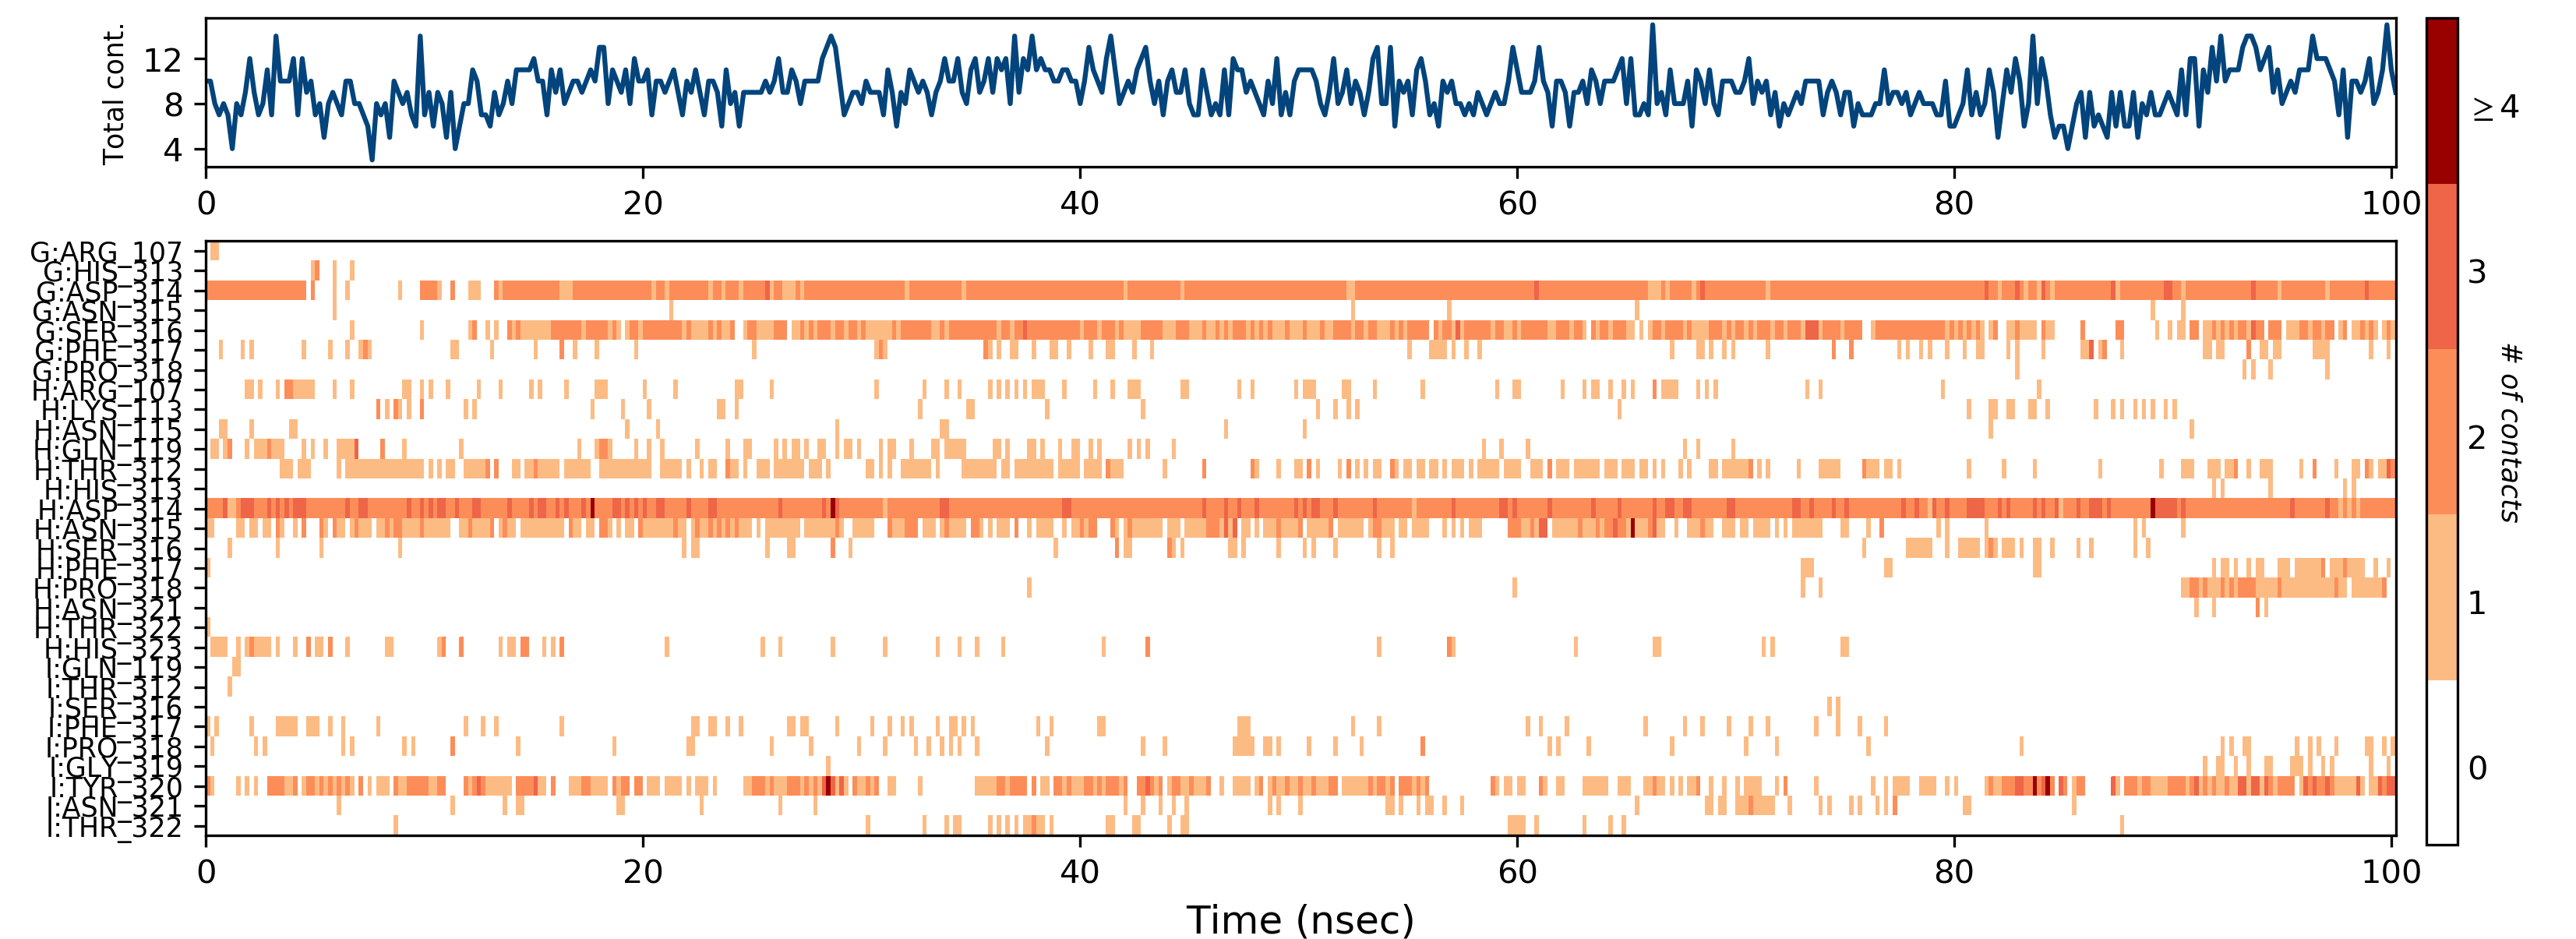 Total cont.
12
8
4
0 20 40 60 80 100
G:ARG_107
G:HIS_313
G:ASP_314
G:ASN_315
G:SER_316
G:PHE_317
G:PRO_318
H:ARG_107
H:LYS_113
H:ASN_115
H:GLN_119
H:THR_312
H:HIS_313
H:ASP_314
H:ASN_315
H:SER_316
H:PHE_317
H:PRO_318
H:ASN_321
H:THR_322
H:HIS_323
I:GLN_119
I:THR_312
I:SER_316
I:PHE_317
I:PRO_318
I:GLY_319
I:TYR_320
I:ASN_321
I:THR_322
0 20 40 60 80 100
Time (nsec)
≥4
3
2
1
0
# of contacts